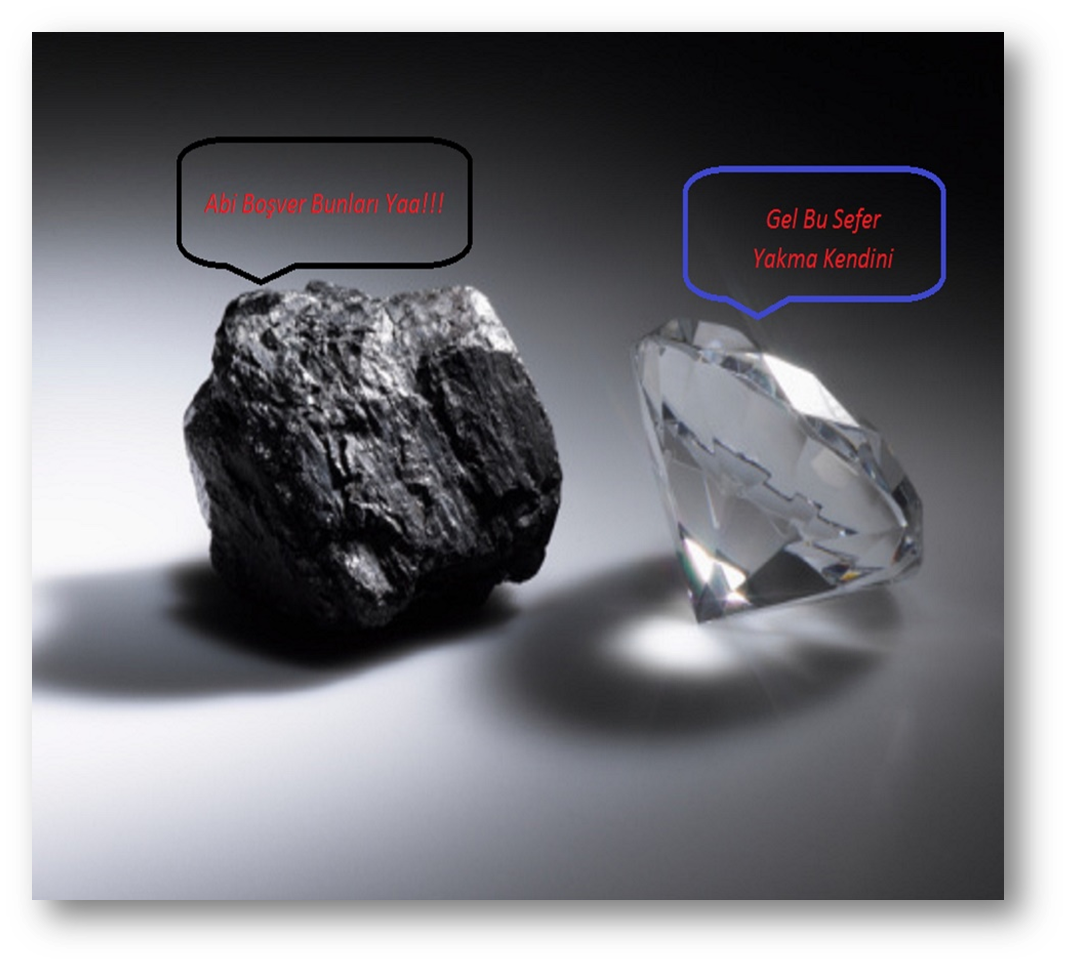 Abi Boşver Bunları Yaa!!!
Gel Bu Sefer
Yakma Kendini